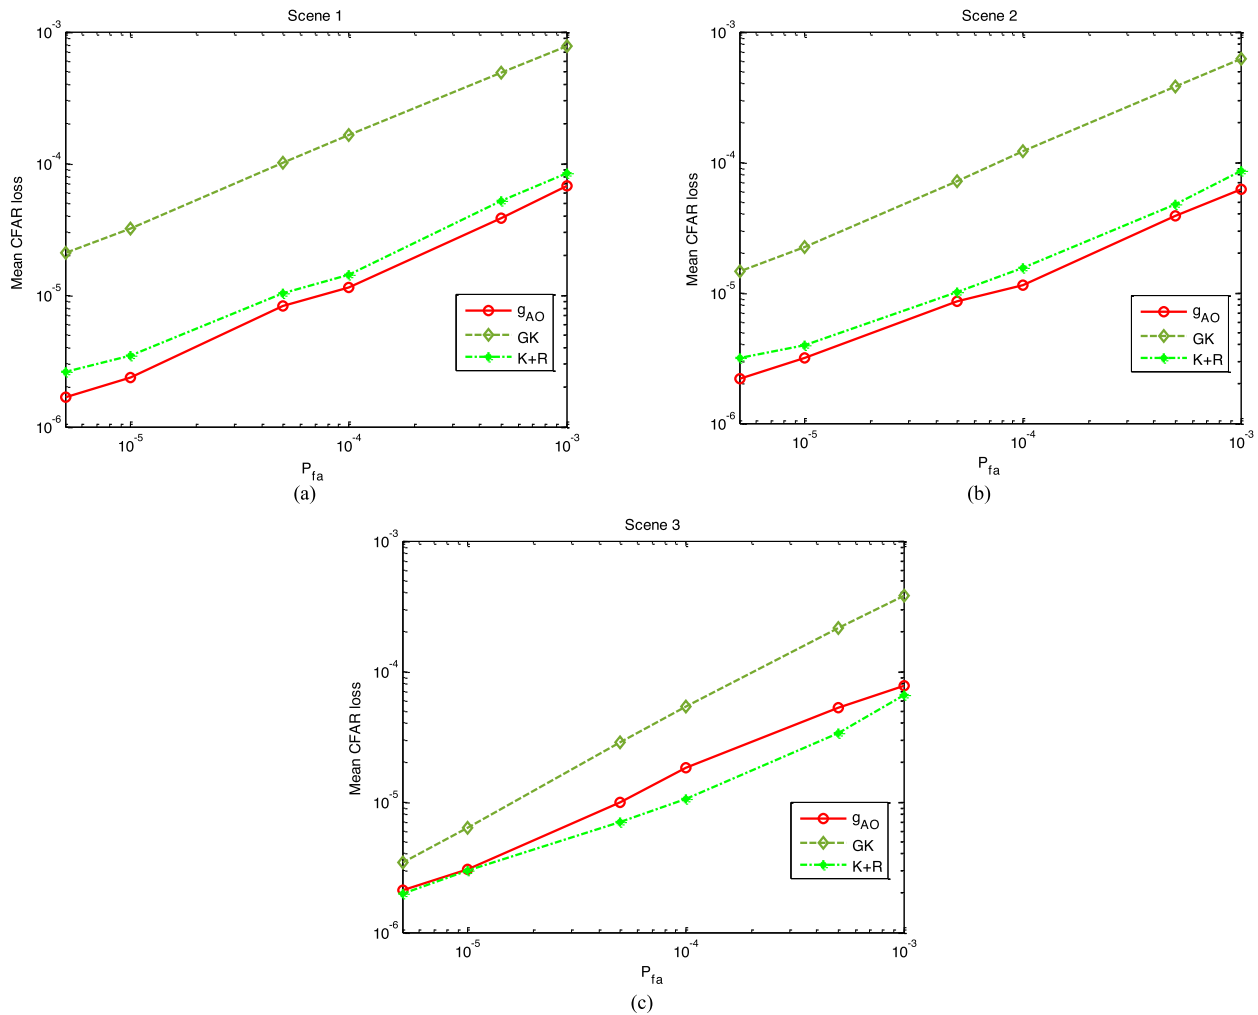 Scene 1
10^-3
10^-4
10^-5
10^-6
Mean CFAR loss
g_AO
GK
K+R
10^-5 10^-4 10^-3
P_fa
(a)
Scene 2
10^-3
10^-4
10^-5
10^-6
Mean CFAR loss
g_AO
GK
K+R
10^-5 10^-4 10^-3
P_fa
(b)
Scene 3
10^-3
10^-4
10^-5
10^-6
Mean CFAR loss
g_AO
GK
K+R
10^-5 10^-4 10^-3
P_fa
(c)